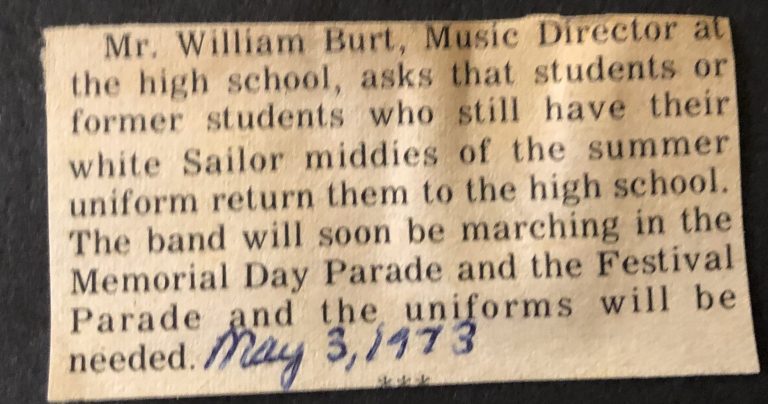 Mr. William Burt, Music Director at
the high school, asks that students or
former students who still have their
white Sailor middies of the summer
uniform return them to the high school.
The band will soon be marching in the
Memorial Day Parade and the Festival
Parade and the uniforms will be
needed. May 3, 1973
***